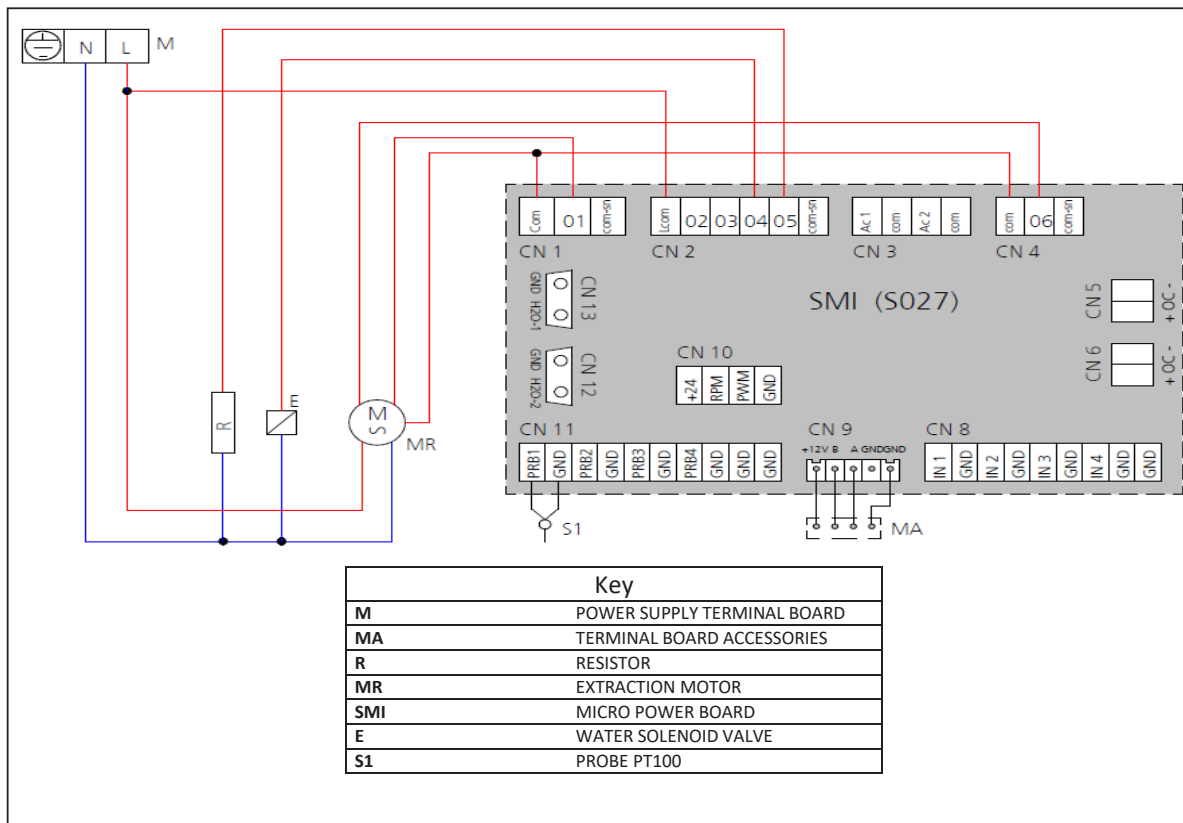 N L M
Com 01 com-sn
Lcom 02 03 04 05 com-sn
Ac 1 com Ac 2 com
com 06 com-sn
CN 1
CN 2
CN 3
CN 4
GND H2O-1
CN 13
SMI (S027)
CN 5
+ OC -
GND H2O-2
CN 12
CN 10
+24 RPM PWM GND
CN 6
+ OC -
R
E
M
S
MR
CN 11
PRB1 GND PRB2 GND PRB3 GND PRB4 GND GND GND
CN 9
+12V B A GND GND
CN 8
IN 1 GND IN 2 GND IN 3 GND IN 4 GND GND
S1
MA
Key
M POWER SUPPLY TERMINAL BOARD
MA TERMINAL BOARD ACCESSORIES
R RESISTOR
MR EXTRACTION MOTOR
SMI MICRO POWER BOARD
E WATER SOLENOID VALVE
S1 PROBE PT100